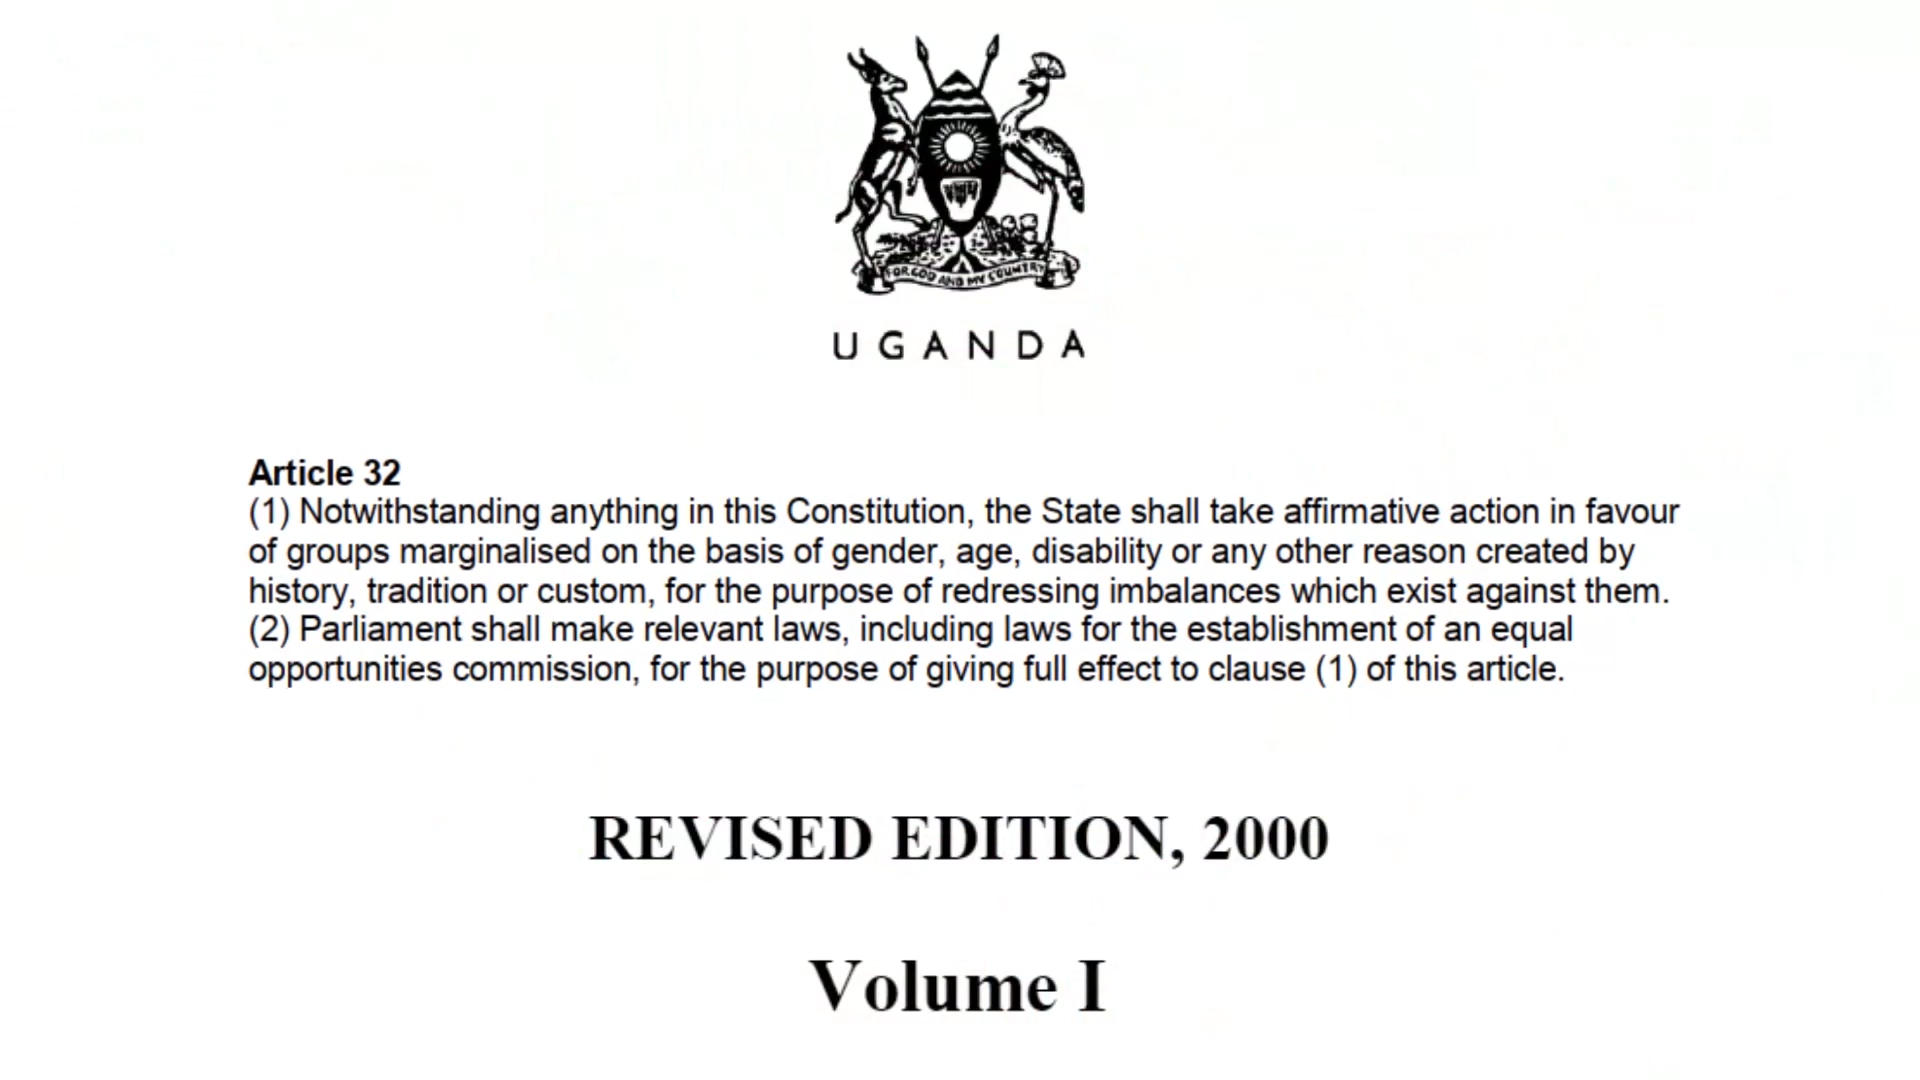 FOR GOD AND MY COUNTRY
UGANDA
Article 32
(1) Notwithstanding anything in this Constitution, the State shall take affirmative action in favour
of groups marginalised on the basis of gender, age, disability or any other reason created by
history, tradition or custom, for the purpose of redressing imbalances which exist against them.
(2) Parliament shall make relevant laws, including laws for the establishment of an equal
opportunities commission, for the purpose of giving full effect to clause (1) of this article.
REVISED EDITION, 2000
Volume I